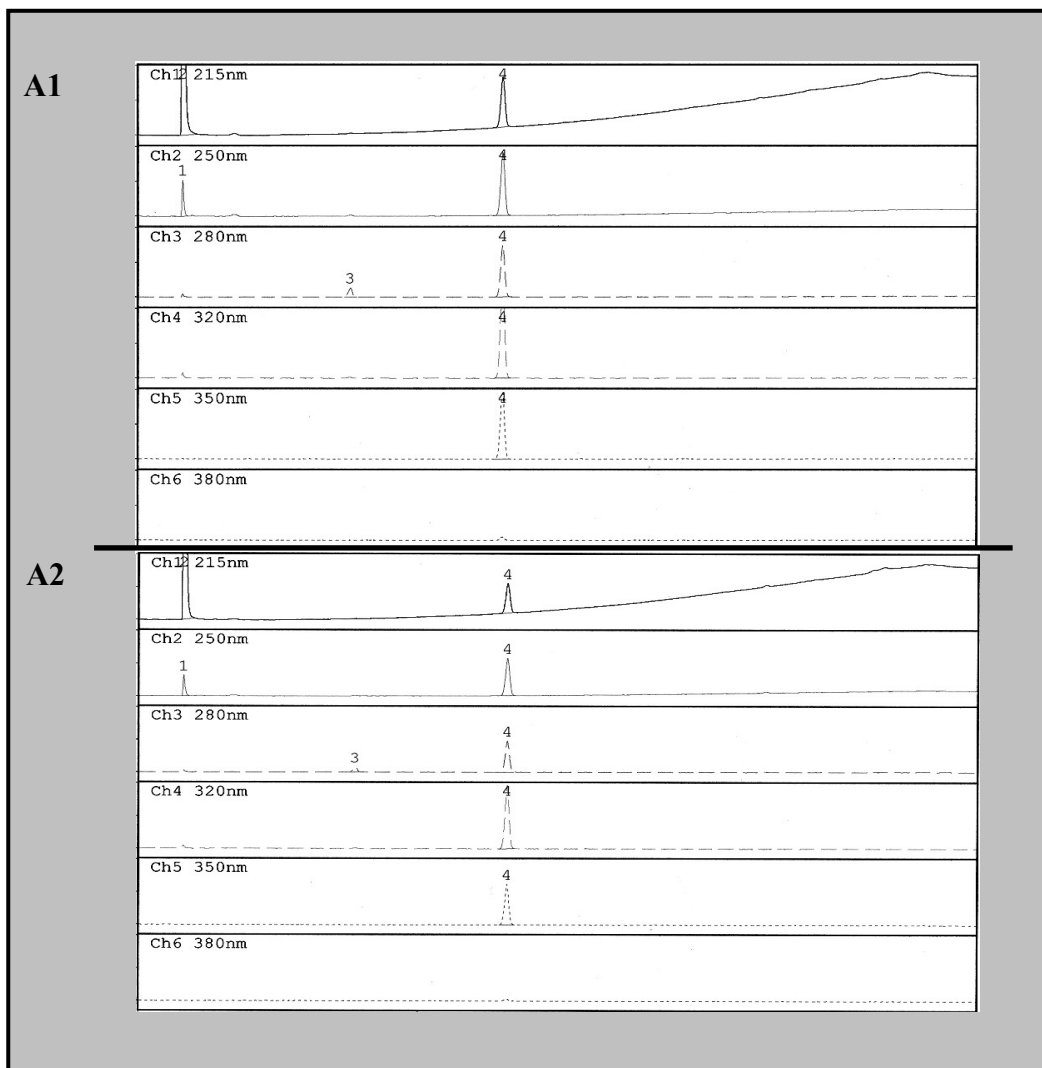 A1
Ch1 2 215nm 4
Ch2 250nm 4
1
Ch3 280nm 4
3
Ch4 320nm 4
Ch5 350nm 4
Ch6 380nm
A2
Ch1 2 215nm
4
Ch2 250nm 4
1
Ch3 280nm
4
3
Ch4 320nm 4
Ch5 350nm
4
Ch6 380nm